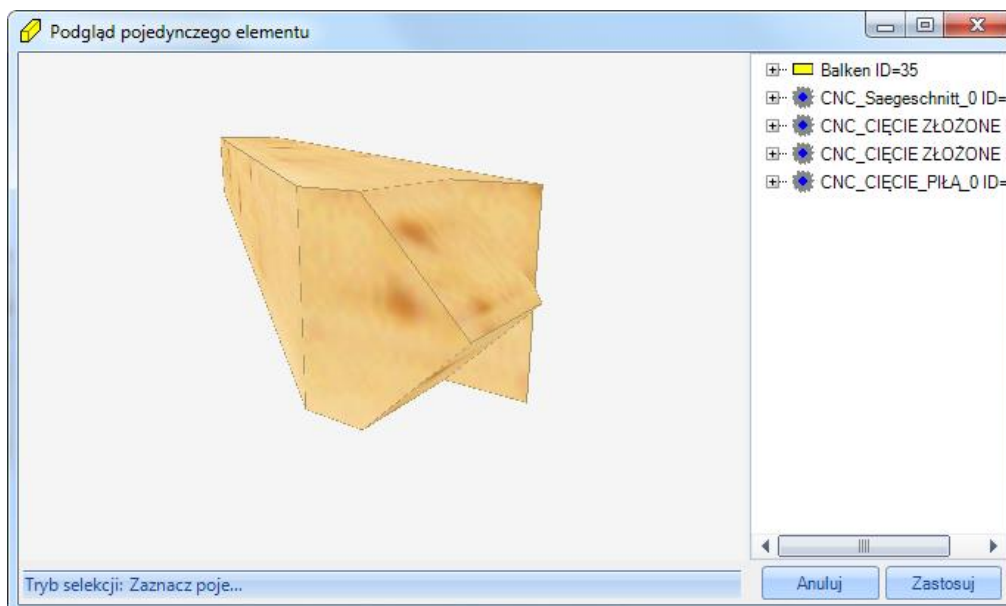 Podgląd pojedynczego elementu
Balken ID=35
CNC_Saegeschnitt_0 ID=
CNC_CIĘCIE ZŁOŻONE
CNC_CIĘCIE ZŁOŻONE
CNC_CIĘCIE_PIŁĄ_0 ID=
Tryb selekcji: Zaznacz poje...
Anuluj
Zastosuj